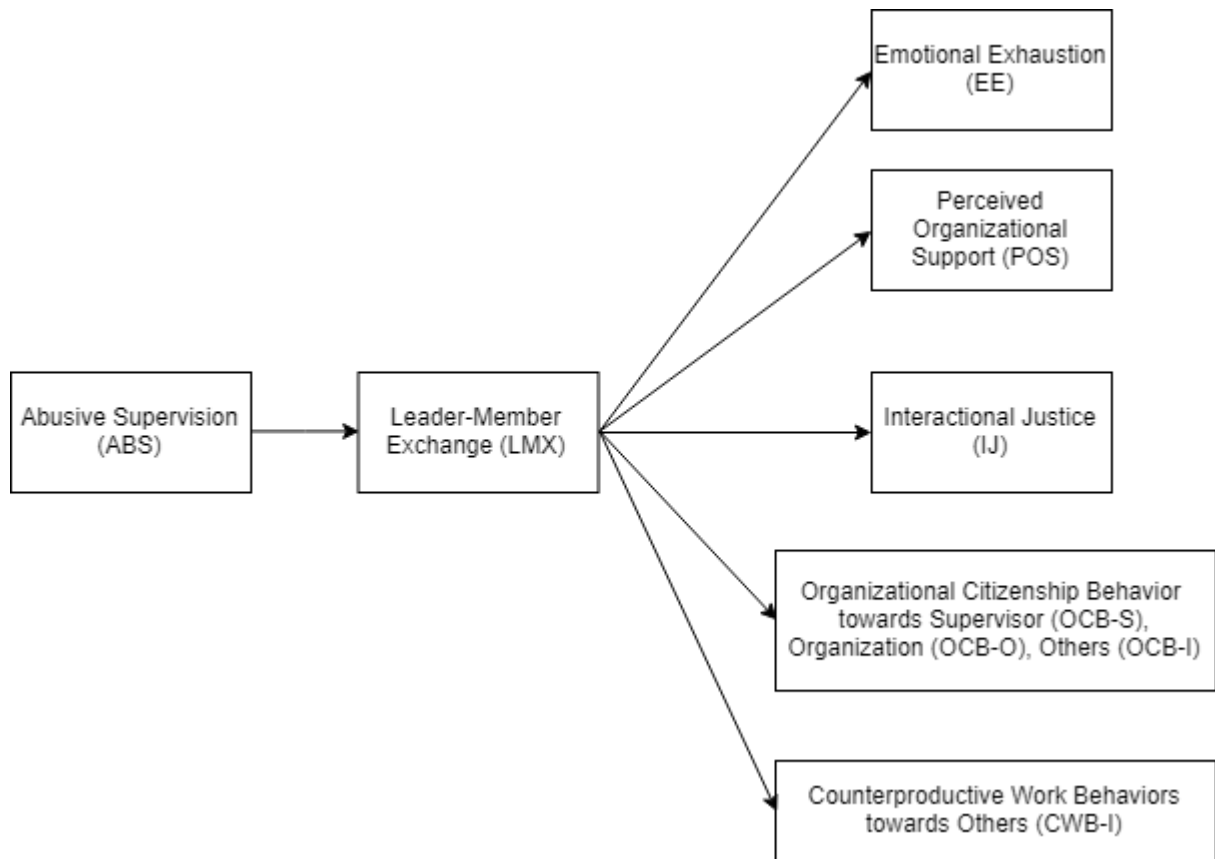 Emotional Exhaustion
(EE)
Perceived
Organizational
Support (POS)
Abusive Supervision
(ABS)
Leader-Member
Exchange (LMX)
Interactional Justice
(IJ)
Organizational Citizenship Behavior
towards Supervisor (OCB-S),
Organization (OCB-O), Others (OCB-I)
Counterproductive Work Behaviors
towards Others (CWB-I)